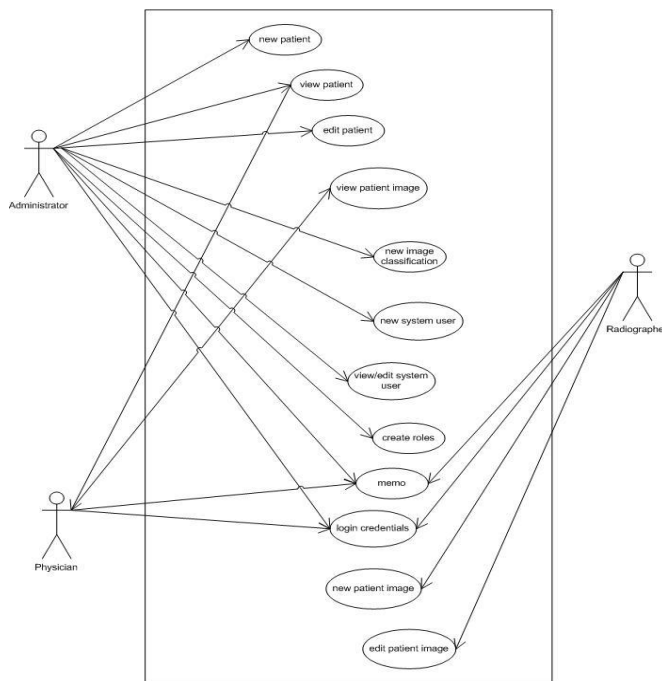 new patient
view patient
edit patient
Administrator
view patient image
new image
classification
new system user
Radiographe
view/edit system
user
create roles
memo
login credentials
Physician
new patient image
edit patient image